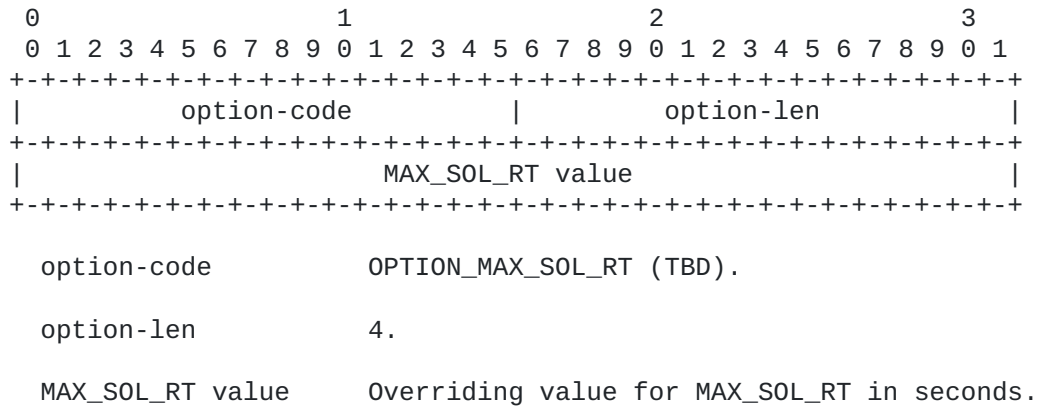 0                   1                   2                   3
 0 1 2 3 4 5 6 7 8 9 0 1 2 3 4 5 6 7 8 9 0 1 2 3 4 5 6 7 8 9 0 1
+-+-+-+-+-+-+-+-+-+-+-+-+-+-+-+-+-+-+-+-+-+-+-+-+-+-+-+-+-+-+-+-+
|          option-code          |         option-len            |
+-+-+-+-+-+-+-+-+-+-+-+-+-+-+-+-+-+-+-+-+-+-+-+-+-+-+-+-+-+-+-+-+
|                       MAX_SOL_RT value                        |
+-+-+-+-+-+-+-+-+-+-+-+-+-+-+-+-+-+-+-+-+-+-+-+-+-+-+-+-+-+-+-+-+

  option-code          OPTION_MAX_SOL_RT (TBD).

  option-len           4.

  MAX_SOL_RT value     Overriding value for MAX_SOL_RT in seconds.